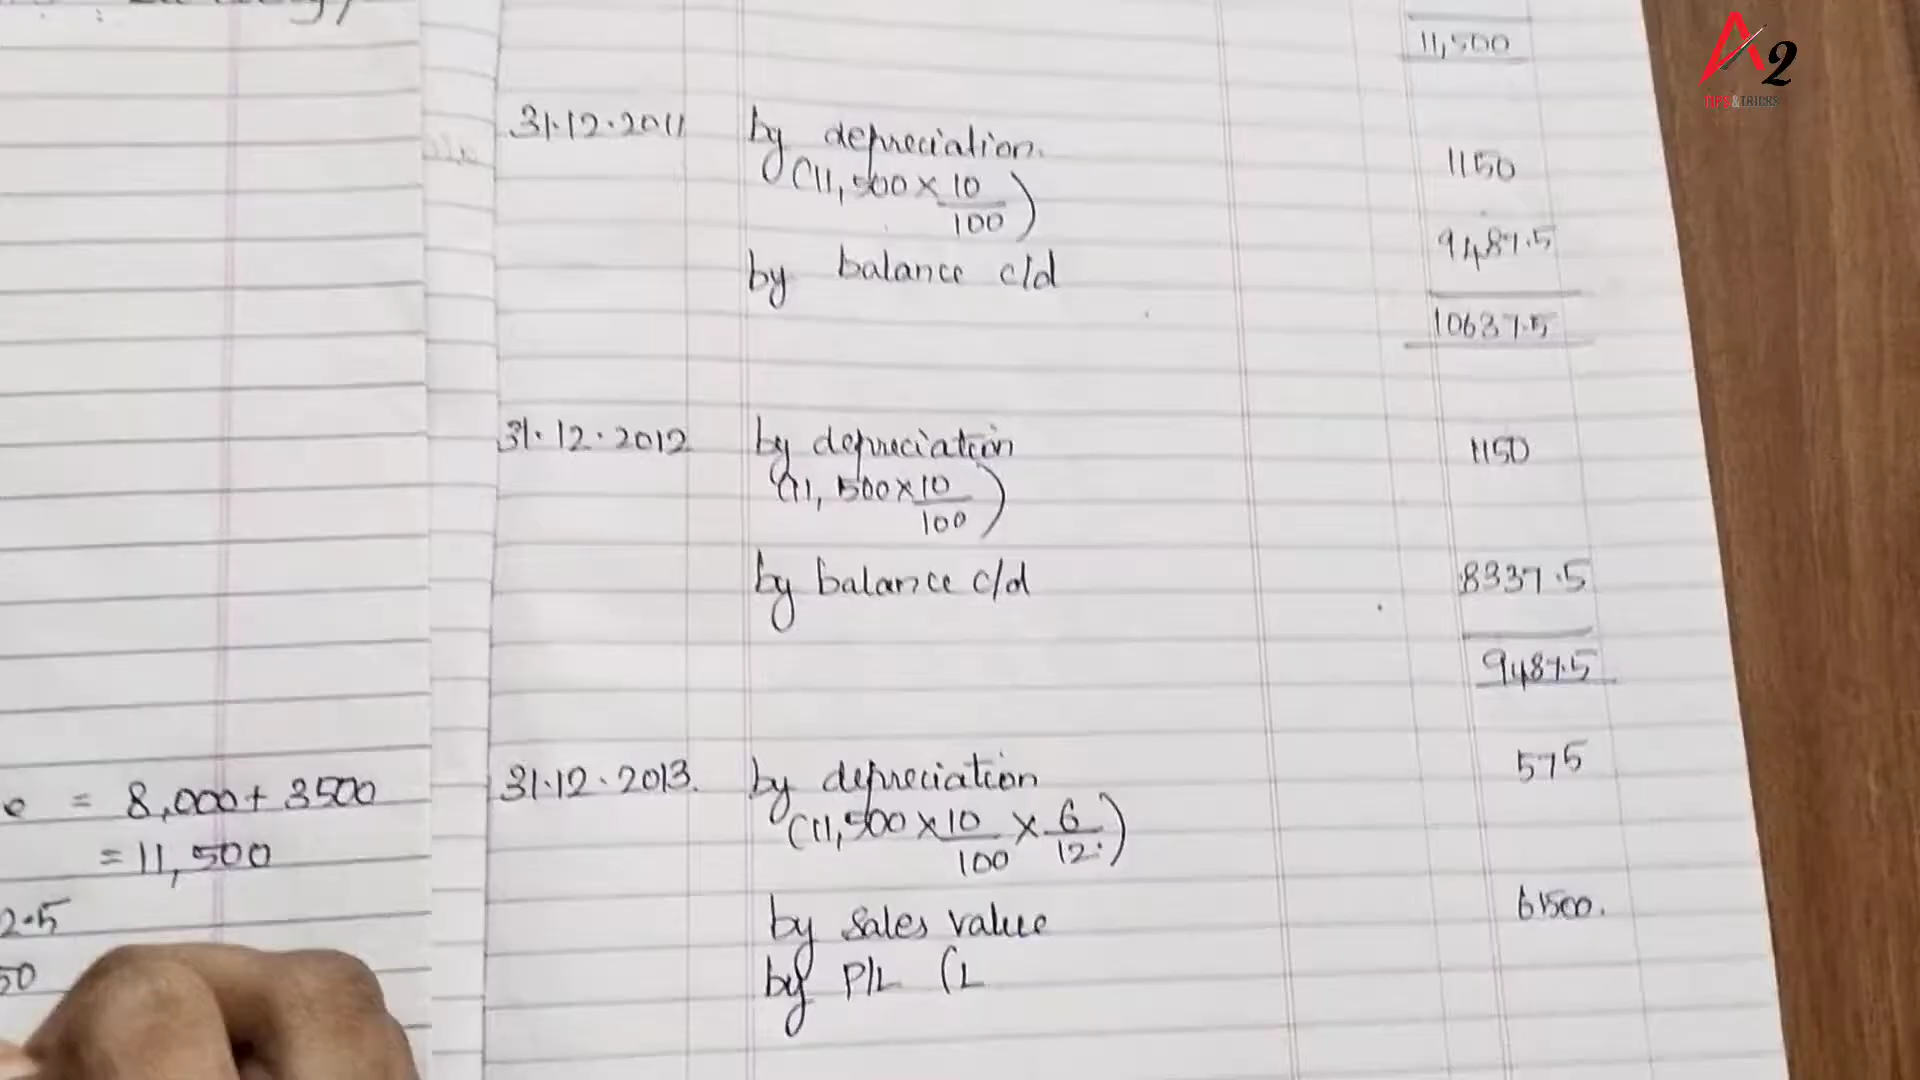 11,500
31.12.2011 by depreciation. 1150
(11,500 × 10/100)
by balance c/d 9487.5
10637.5
31.12.2012 by depreciation 1150
(11,500 × 10/100)
by balance c/d 8337.5
9487.5
31.12.2013. by depreciation 575
(11,500 × 10/100 × 6/12)
by sales value 6500.
by P/L (L
= 8,000 + 3500
= 11,500
2.5
50
A2
TIPS&TRICKS